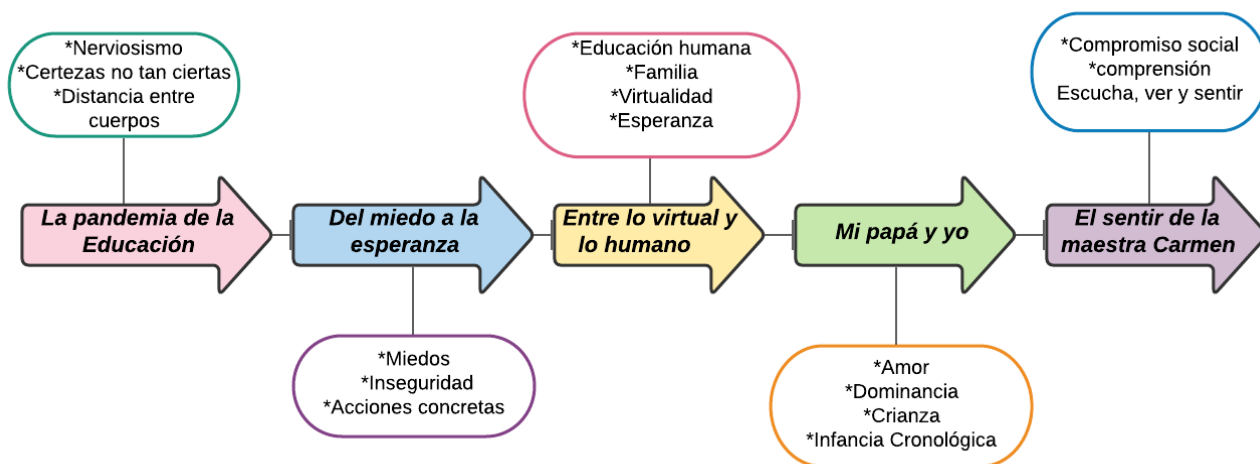 *Nerviosismo
*Certezas no tan ciertas
*Distancia entre
cuerpos
*Educación humana
*Familia
*Virtualidad
*Esperanza
*Compromiso social
*comprensión
Escucha, ver y sentir
La pandemia de la
Educación
Del miedo a la
esperanza
Entre lo virtual y
lo humano
Mi papá y yo
El sentir de la
maestra Carmen
*Miedos
*Inseguridad
*Acciones concretas
*Amor
*Dominancia
*Crianza
*Infancia Cronológica